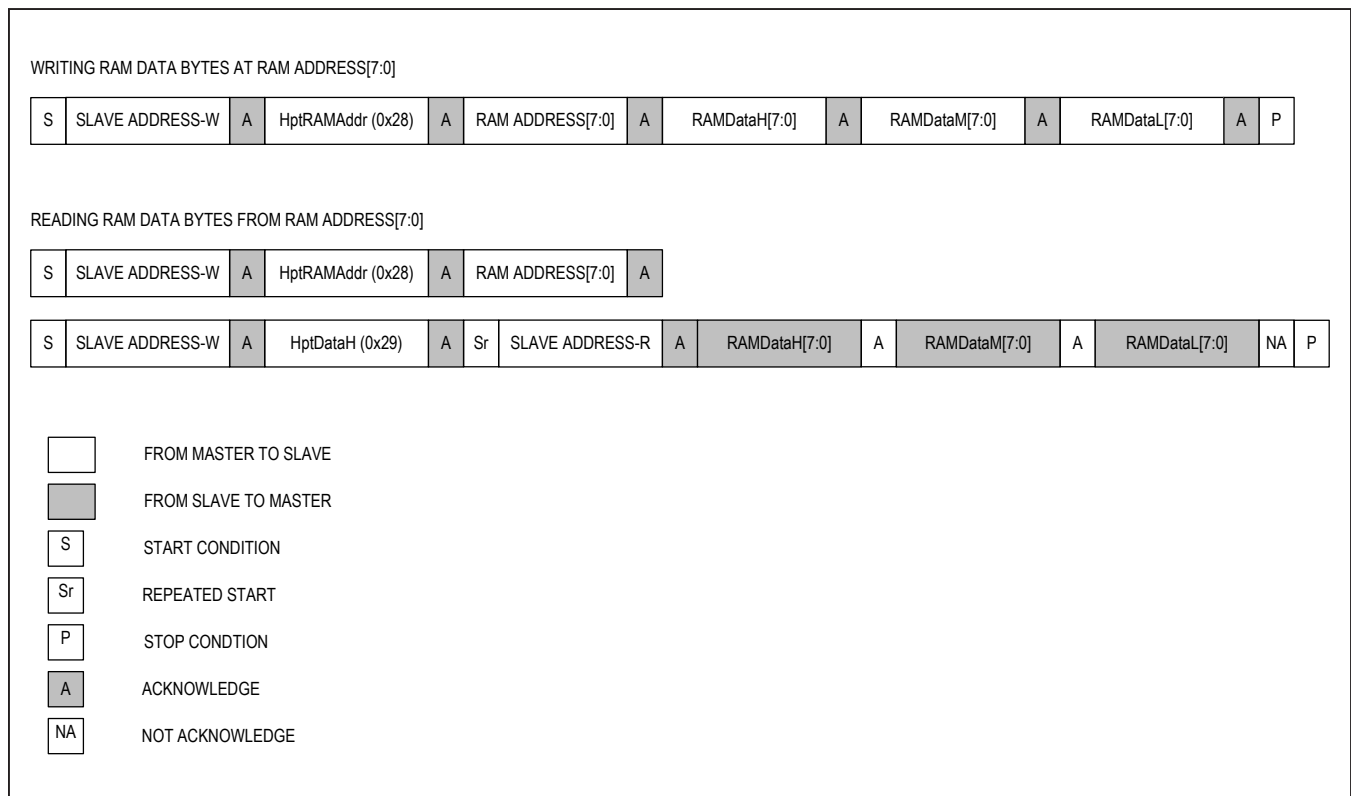 WRITING RAM DATA BYTES AT RAM ADDRESS[7:0]
S SLAVE ADDRESS-W A HptRAMAddr (0x28) A RAM ADDRESS[7:0] A RAMDataH[7:0] A RAMDataM[7:0] A RAMDataL[7:0] A P
READING RAM DATA BYTES FROM RAM ADDRESS[7:0]
S SLAVE ADDRESS-W A HptRAMAddr (0x28) A RAM ADDRESS[7:0] A
S SLAVE ADDRESS-W A HptDataH (0x29) A Sr SLAVE ADDRESS-R A RAMDataH[7:0] A RAMDataM[7:0] A RAMDataL[7:0] NA P
FROM MASTER TO SLAVE
FROM SLAVE TO MASTER
S START CONDITION
Sr REPEATED START
P STOP CONDTION
A ACKNOWLEDGE
NA NOT ACKNOWLEDGE